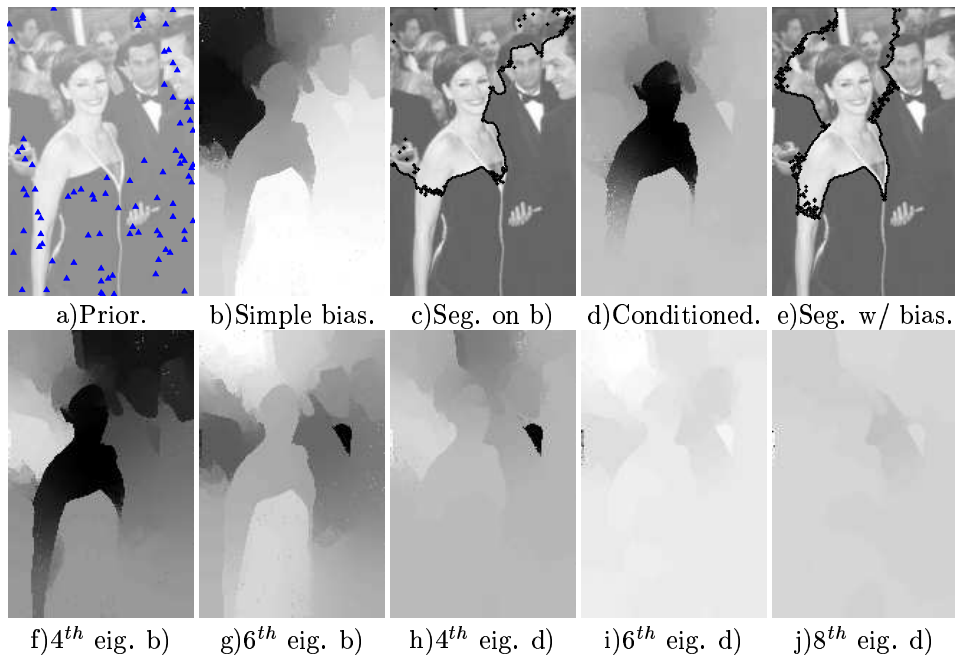 a)Prior.
b)Simple bias.
c)Seg. on b)
d)Conditioned.
e)Seg. w/ bias.
f)4th eig. b)
g)6th eig. b)
h)4th eig. d)
i)6th eig. d)
j)8th eig. d)